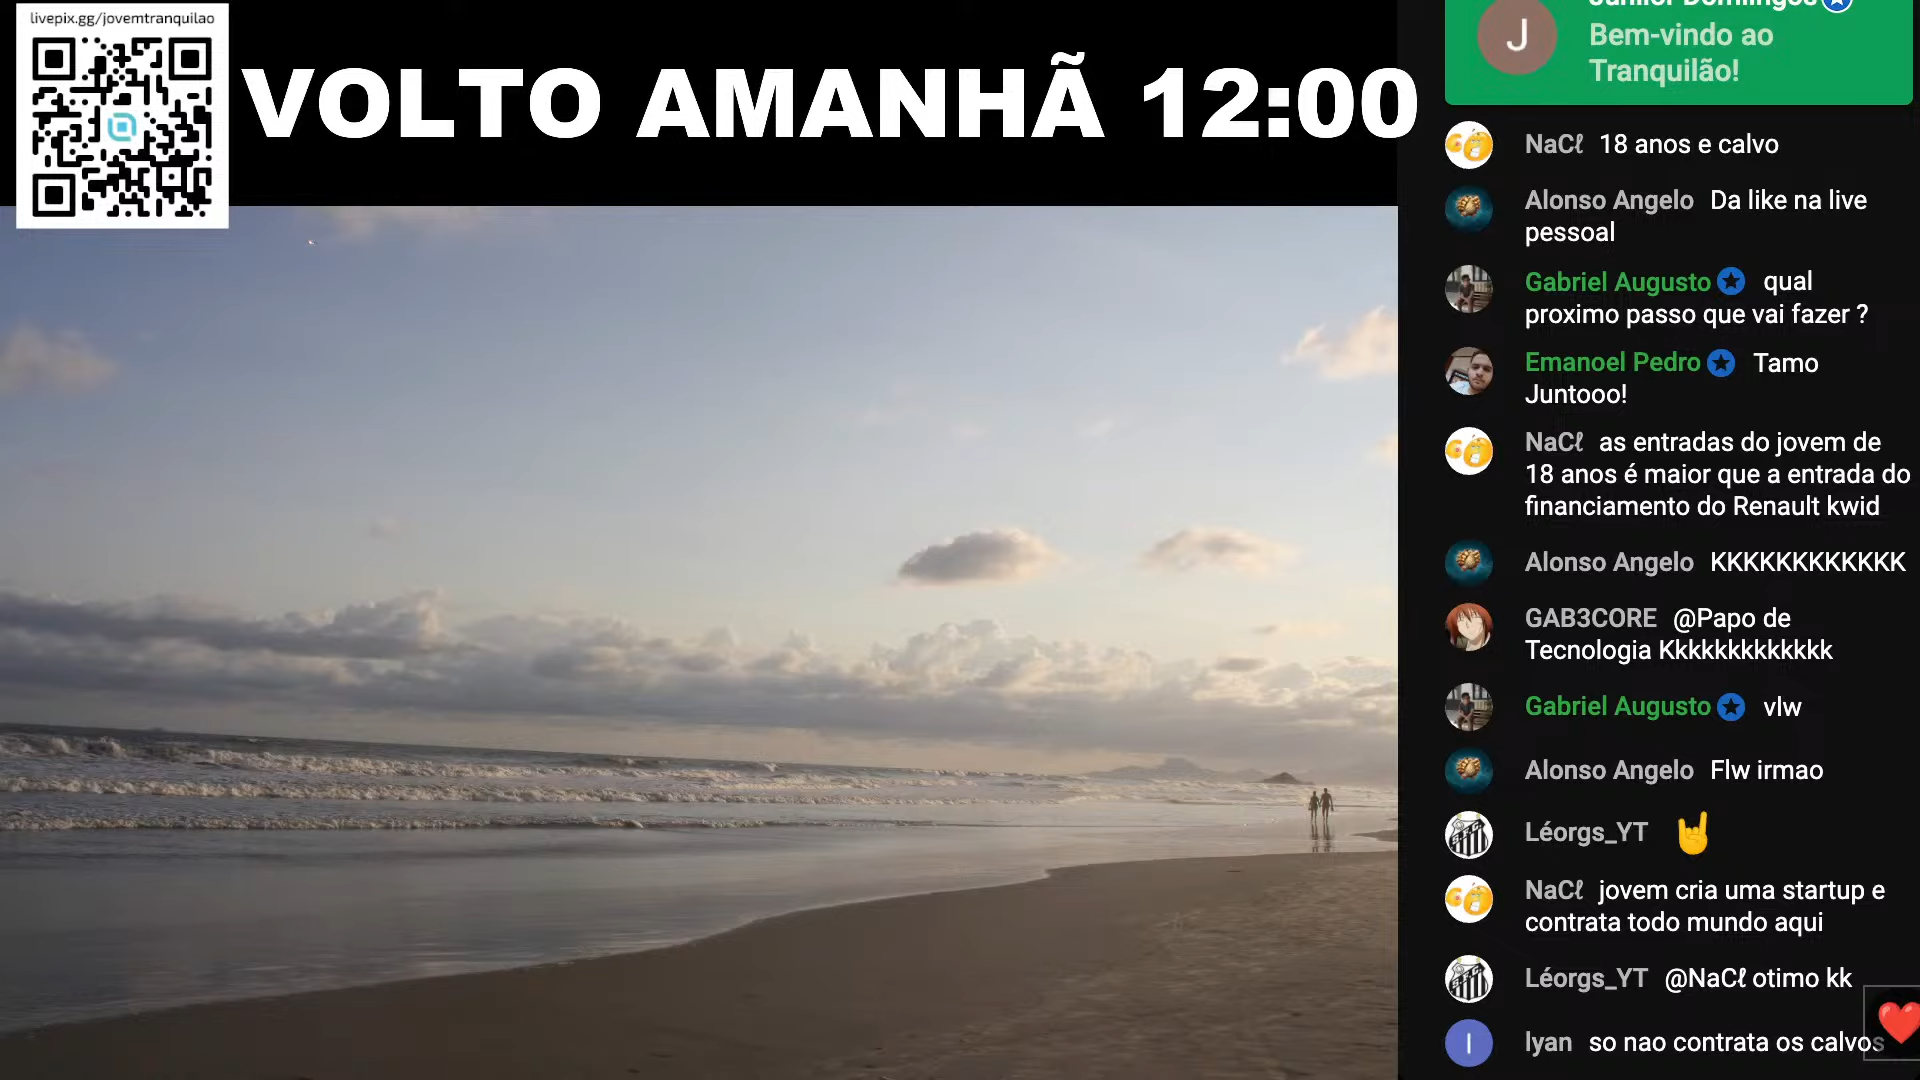 livepix.gg/jovemtranquilao
VOLTO AMANHÃ 12:00
Junior Domingos
Bem-vindo ao
Tranquilão!
NaCℓ 18 anos e calvo
Alonso Angelo Da like na live
pessoal
Gabriel Augusto qual
proximo passo que vai fazer ?
Emanoel Pedro Tamo
Juntooo!
NaCℓ as entradas do jovem de
18 anos é maior que a entrada do
financiamento do Renault kwid
Alonso Angelo KKKKKKKKKKKK
GAB3CORE @Papo de
Tecnologia Kkkkkkkkkkkkk
Gabriel Augusto vlw
Alonso Angelo Flw irmao
Léorgs_YT 🤘
NaCℓ jovem cria uma startup e
contrata todo mundo aqui
Léorgs_YT @NaCℓ otimo kk
lyan so nao contrata os calvos